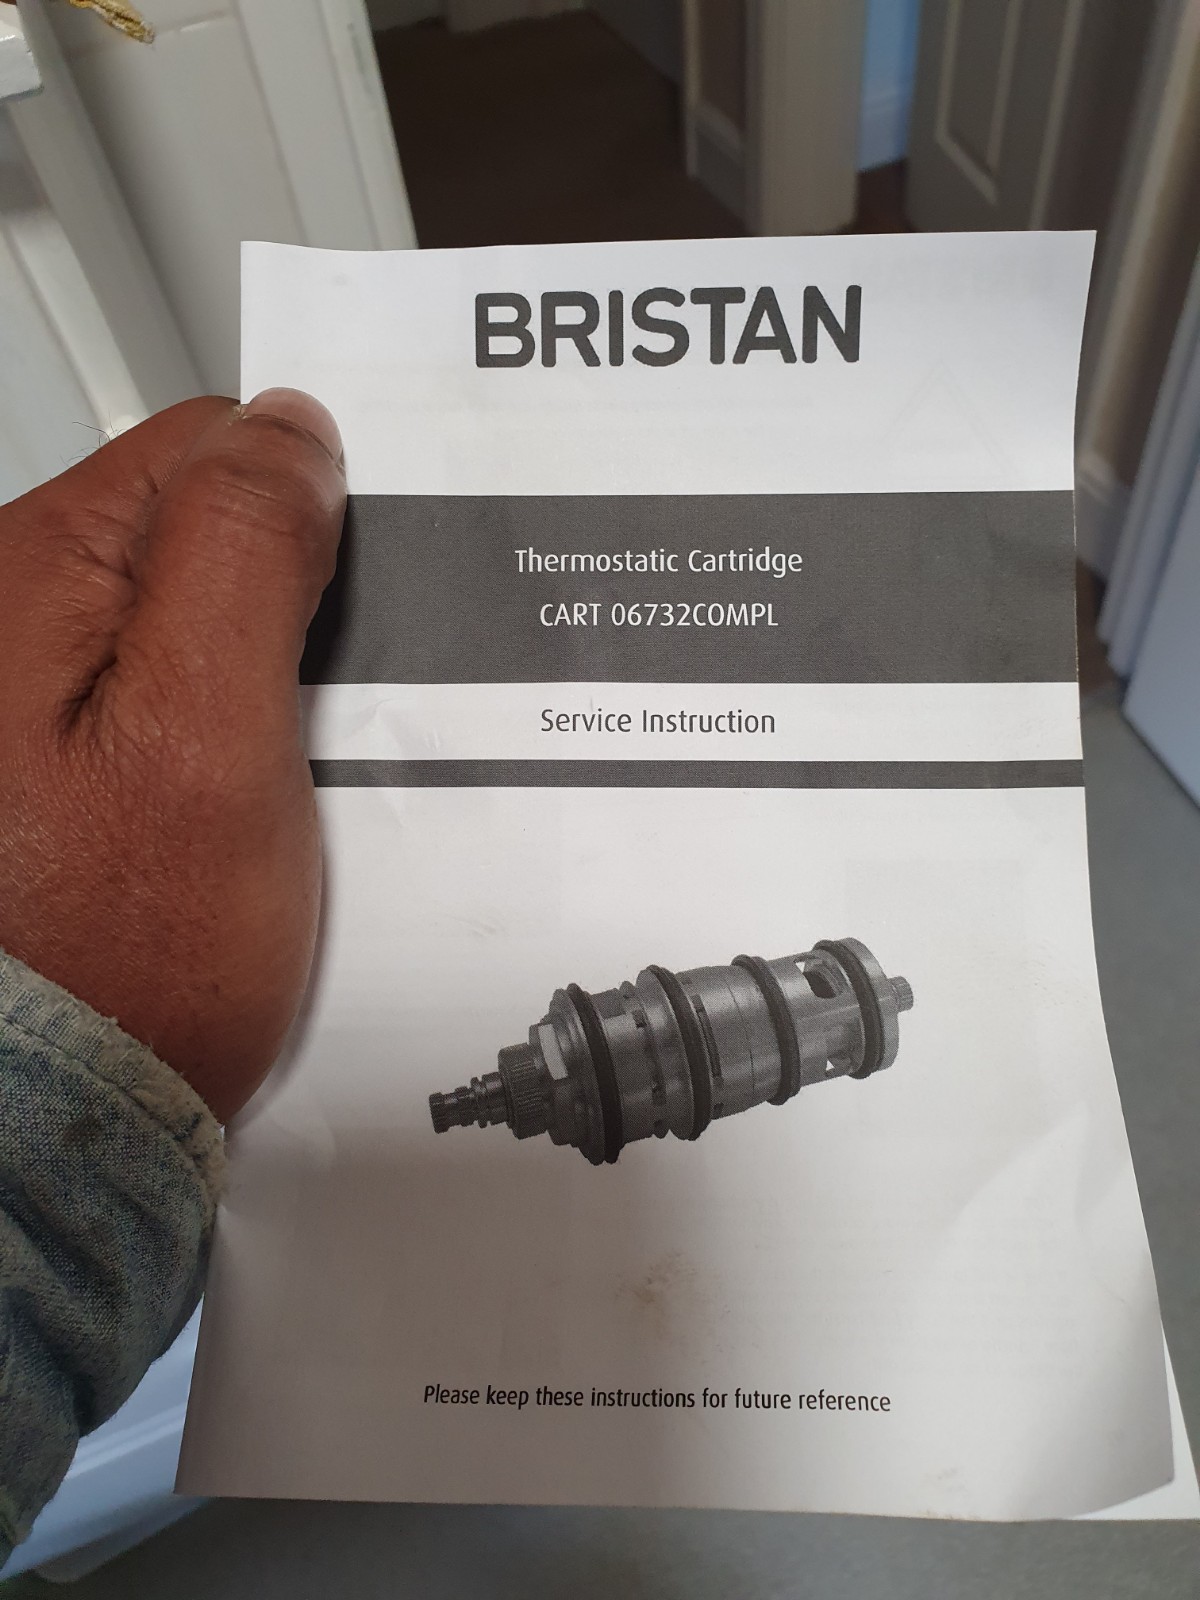 BRISTAN
Thermostatic Cartridge
CART 06732COMPL
Service Instruction
Please keep these instructions for future reference